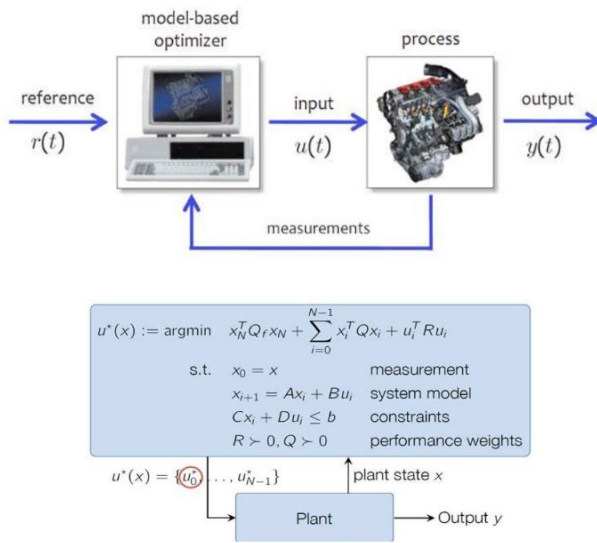 model-based
optimizer
process
reference
r(t)
input
u(t)
output
y(t)
measurements
u*(x) := argmin x_N^T Q_f x_N + \sum_{i=0}^{N-1} x_i^T Q x_i + u_i^T R u_i
s.t. x_0 = x measurement
x_{i+1} = Ax_i + Bu_i system model
Cx_i + Du_i ≤ b constraints
R ≻ 0, Q ≻ 0 performance weights
u*(x) = {u_0^*, . . . , u_{N-1}^*}
plant state x
Plant
Output y